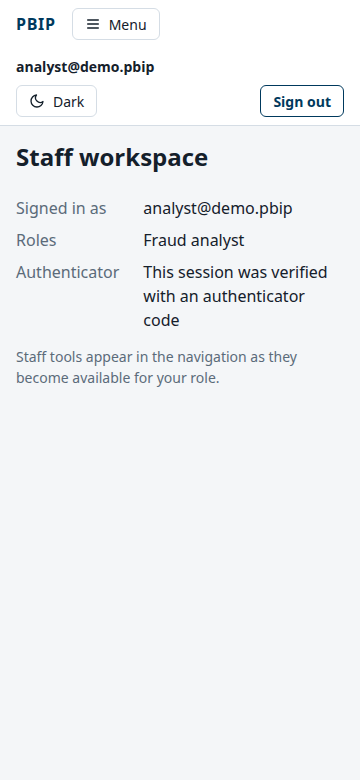 PBIP
Menu
analyst@demo.pbip
Dark
Sign out
Staff workspace
Signed in as analyst@demo.pbip
Roles Fraud analyst
Authenticator This session was verified
with an authenticator
code
Staff tools appear in the navigation as they
become available for your role.